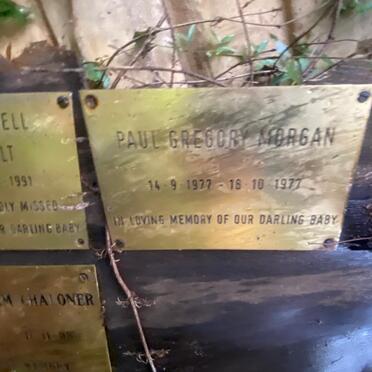 ELL
LT
1991
MISSED
DARLING BABY
PAUL GREGORY MORGAN
14·9·1977 - 18·10·1977
IN LOVING MEMORY OF OUR DARLING BABY
M CHALONER